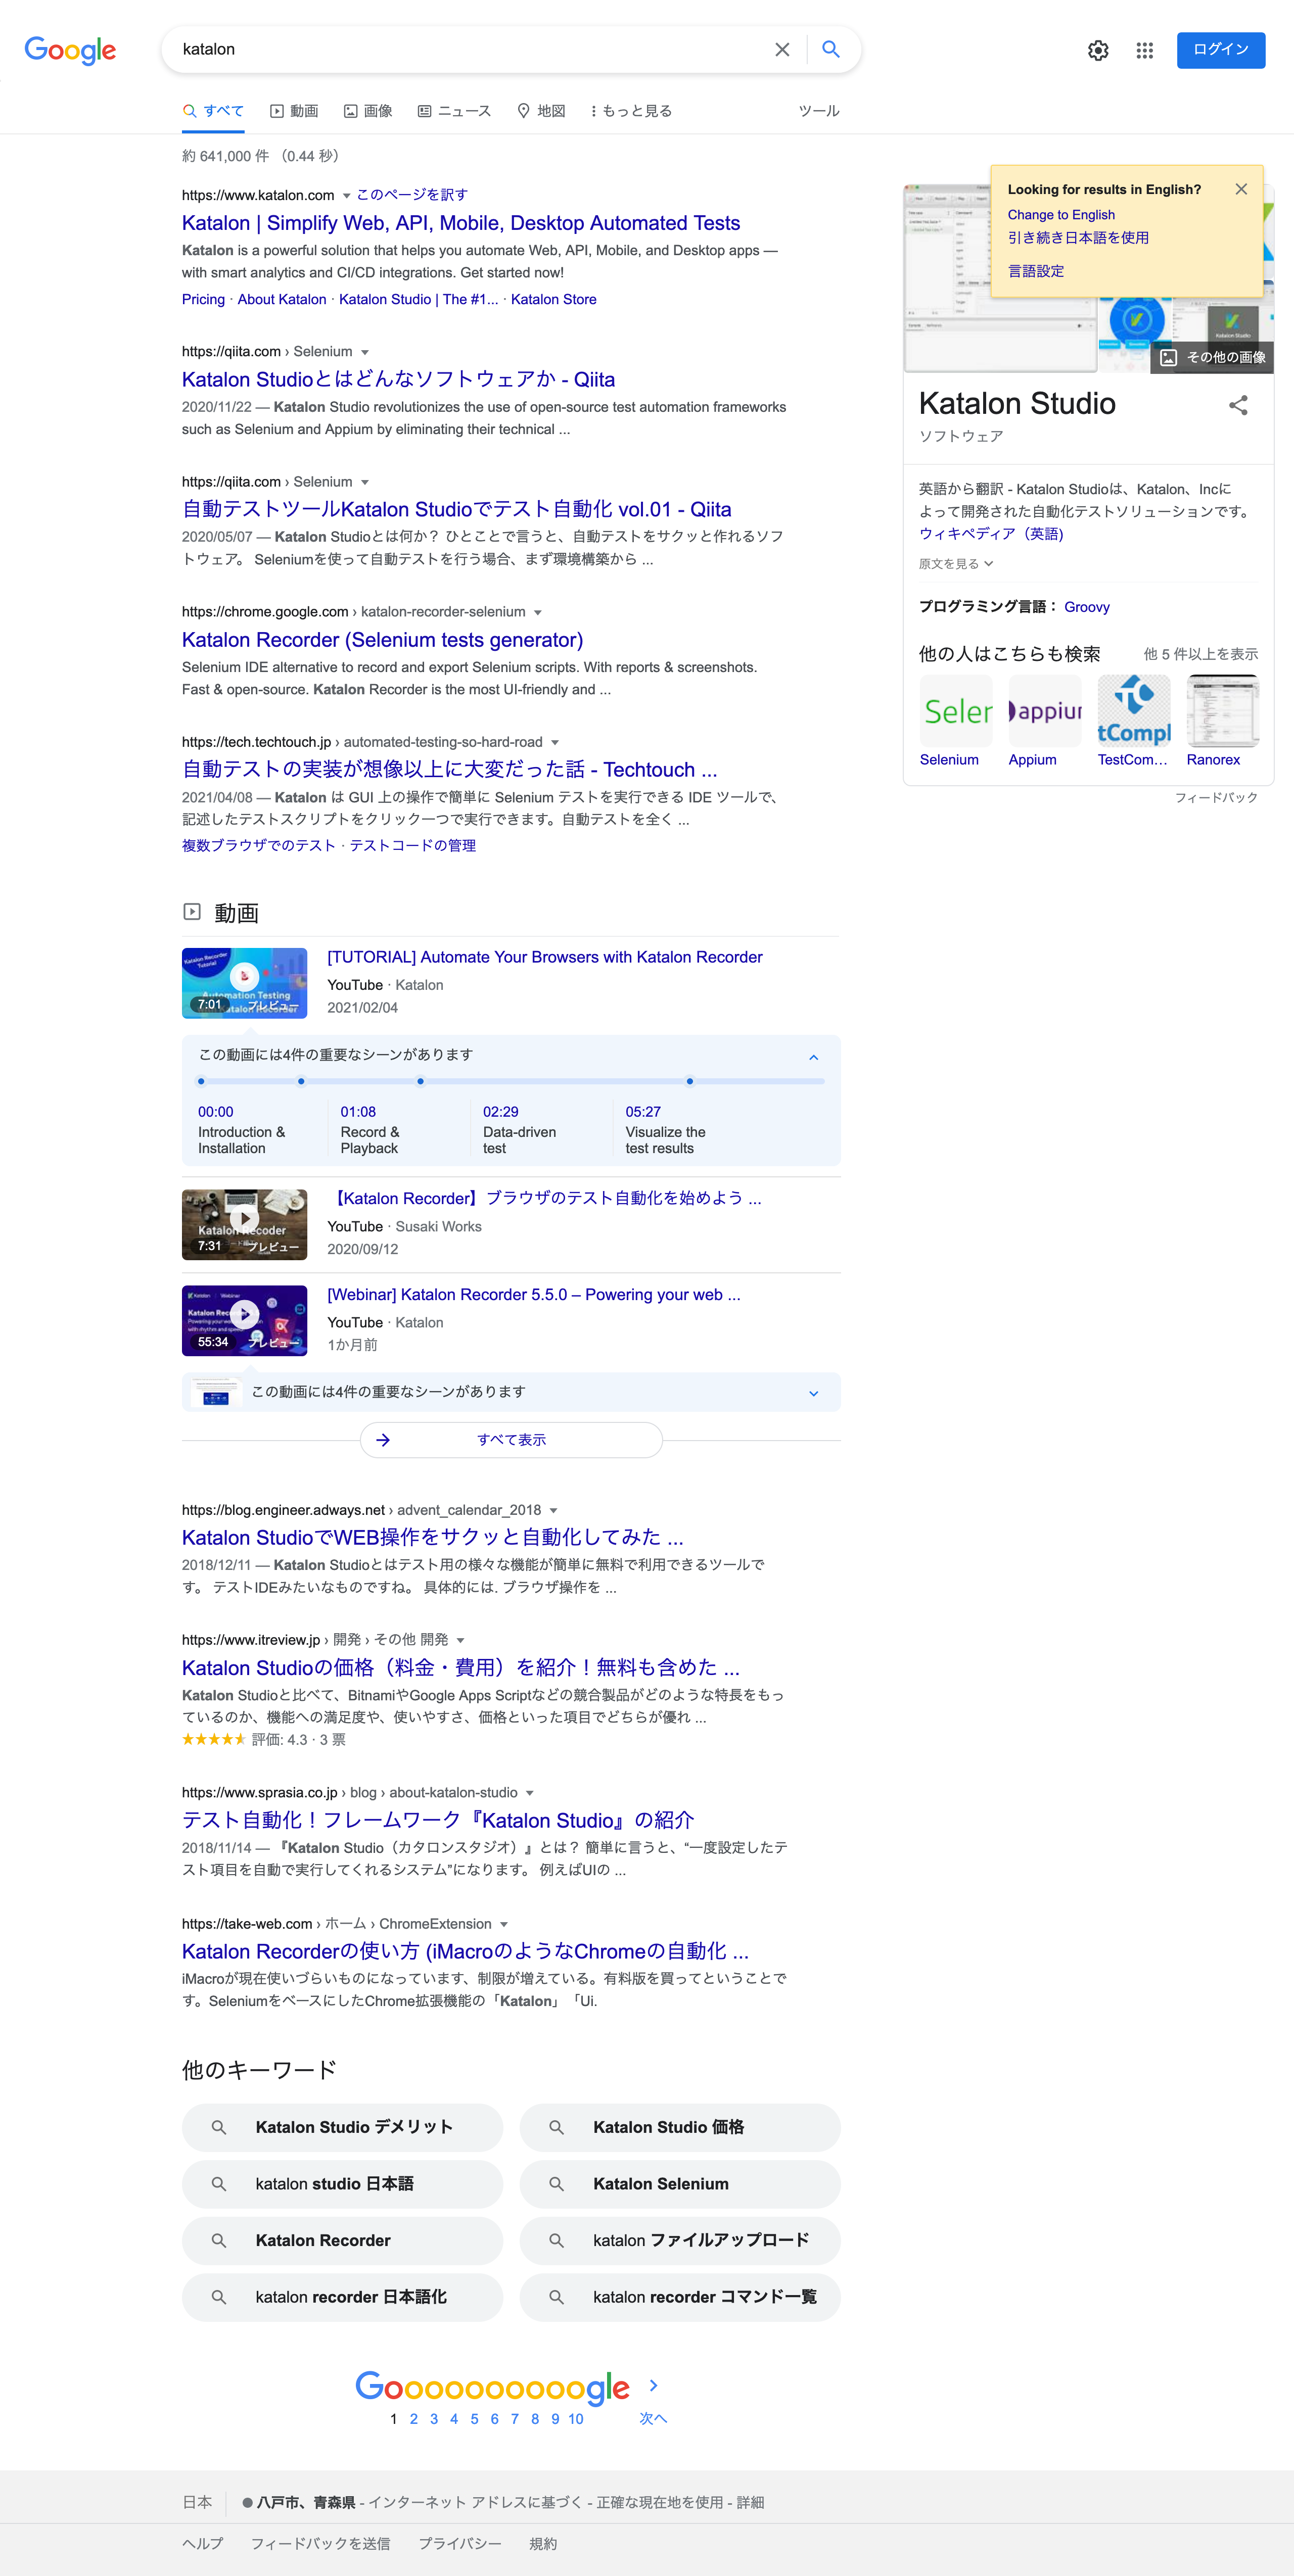 Google
katalon
ログイン
すべて
動画
画像
ニュース
地図
もっと見る
ツール
約 641,000 件 （0.44 秒）
https://www.katalon.com このページを訳す
Katalon | Simplify Web, API, Mobile, Desktop Automated Tests
Katalon is a powerful solution that helps you automate Web, API, Mobile, and Desktop apps —
with smart analytics and CI/CD integrations. Get started now!
Pricing · About Katalon · Katalon Studio | The #1... · Katalon Store
https://qiita.com › Selenium
Katalon Studioとはどんなソフトウェアか - Qiita
2020/11/22 — Katalon Studio revolutionizes the use of open-source test automation frameworks
such as Selenium and Appium by eliminating their technical ...
https://qiita.com › Selenium
自動テストツールKatalon Studioでテスト自動化 vol.01 - Qiita
2020/05/07 — Katalon Studioとは何か？ ひとことで言うと、自動テストをサクッと作れるソフ
トウェア。 Seleniumを使って自動テストを行う場合、まず環境構築から ...
https://chrome.google.com › katalon-recorder-selenium
Katalon Recorder (Selenium tests generator)
Selenium IDE alternative to record and export Selenium scripts. With reports & screenshots.
Fast & open-source. Katalon Recorder is the most UI-friendly and ...
https://tech.techtouch.jp › automated-testing-so-hard-road
自動テストの実装が想像以上に大変だった話 - Techtouch ...
2021/04/08 — Katalon は GUI 上の操作で簡単に Selenium テストを実行できる IDE ツールで、
記述したテストスクリプトをクリック一つで実行できます。自動テストを全く ...
複数ブラウザでのテスト · テストコードの管理
動画
Katalon Recorder
Tutorial
Automation Testing
Katalon Recorder
7:01 プレビュー
[TUTORIAL] Automate Your Browsers with Katalon Recorder
YouTube · Katalon
2021/02/04
この動画には4件の重要なシーンがあります
00:00
Introduction &
Installation
01:08
Record &
Playback
02:29
Data-driven
test
05:27
Visualize the
test results
Katalon Recoder
7:31 プレビュー
【Katalon Recorder】ブラウザのテスト自動化を始めよう ...
YouTube · Susaki Works
2020/09/12
Katalon Webinar
55:34 プレビュー
[Webinar] Katalon Recorder 5.5.0 – Powering your web ...
YouTube · Katalon
1か月前
この動画には4件の重要なシーンがあります
すべて表示
https://blog.engineer.adways.net › advent_calendar_2018
Katalon StudioでWEB操作をサクッと自動化してみた ...
2018/12/11 — Katalon Studioとはテスト用の様々な機能が簡単に無料で利用できるツールで
す。 テストIDEみたいなものですね。 具体的には. ブラウザ操作を ...
https://www.itreview.jp › 開発 › その他 開発
Katalon Studioの価格（料金・費用）を紹介！無料も含めた ...
Katalon Studioと比べて、BitnamiやGoogle Apps Scriptなどの競合製品がどのような特長をもっ
ているのか、機能への満足度や、使いやすさ、価格といった項目でどちらが優れ ...
★★★★★ 評価: 4.3 · 3 票
https://www.sprasia.co.jp › blog › about-katalon-studio
テスト自動化！フレームワーク『Katalon Studio』の紹介
2018/11/14 — 『Katalon Studio（カタロンスタジオ）』とは？ 簡単に言うと、“一度設定したテ
スト項目を自動で実行してくれるシステム”になります。 例えばUIの ...
https://take-web.com › ホーム › ChromeExtension
Katalon Recorderの使い方 (iMacroのようなChromeの自動化 ...
iMacroが現在使いづらいものになっています、制限が増えている。有料版を買ってということで
す。SeleniumをベースにしたChrome拡張機能の「Katalon」「Ui.
他のキーワード
Katalon Studio デメリット
Katalon Studio 価格
katalon studio 日本語
Katalon Selenium
Katalon Recorder
katalon ファイルアップロード
katalon recorder 日本語化
katalon recorder コマンド一覧
Goooooooooogle
1 2 3 4 5 6 7 8 9 10 次へ
Looking for results in English?
Change to English
引き続き日本語を使用
言語設定
Katalon Studio
その他の画像
Katalon Studio
ソフトウェア
英語から翻訳 - Katalon Studioは、Katalon、Incに
よって開発された自動化テストソリューションです。
ウィキペディア（英語)
原文を見る
プログラミング言語： Groovy
他の人はこちらも検索
他 5 件以上を表示
Seler
appiur
tCompl
Selenium
Appium
TestCom...
Ranorex
フィードバック
日本
八戸市、青森県 - インターネット アドレスに基づく - 正確な現在地を使用 - 詳細
ヘルプ フィードバックを送信 プライバシー 規約